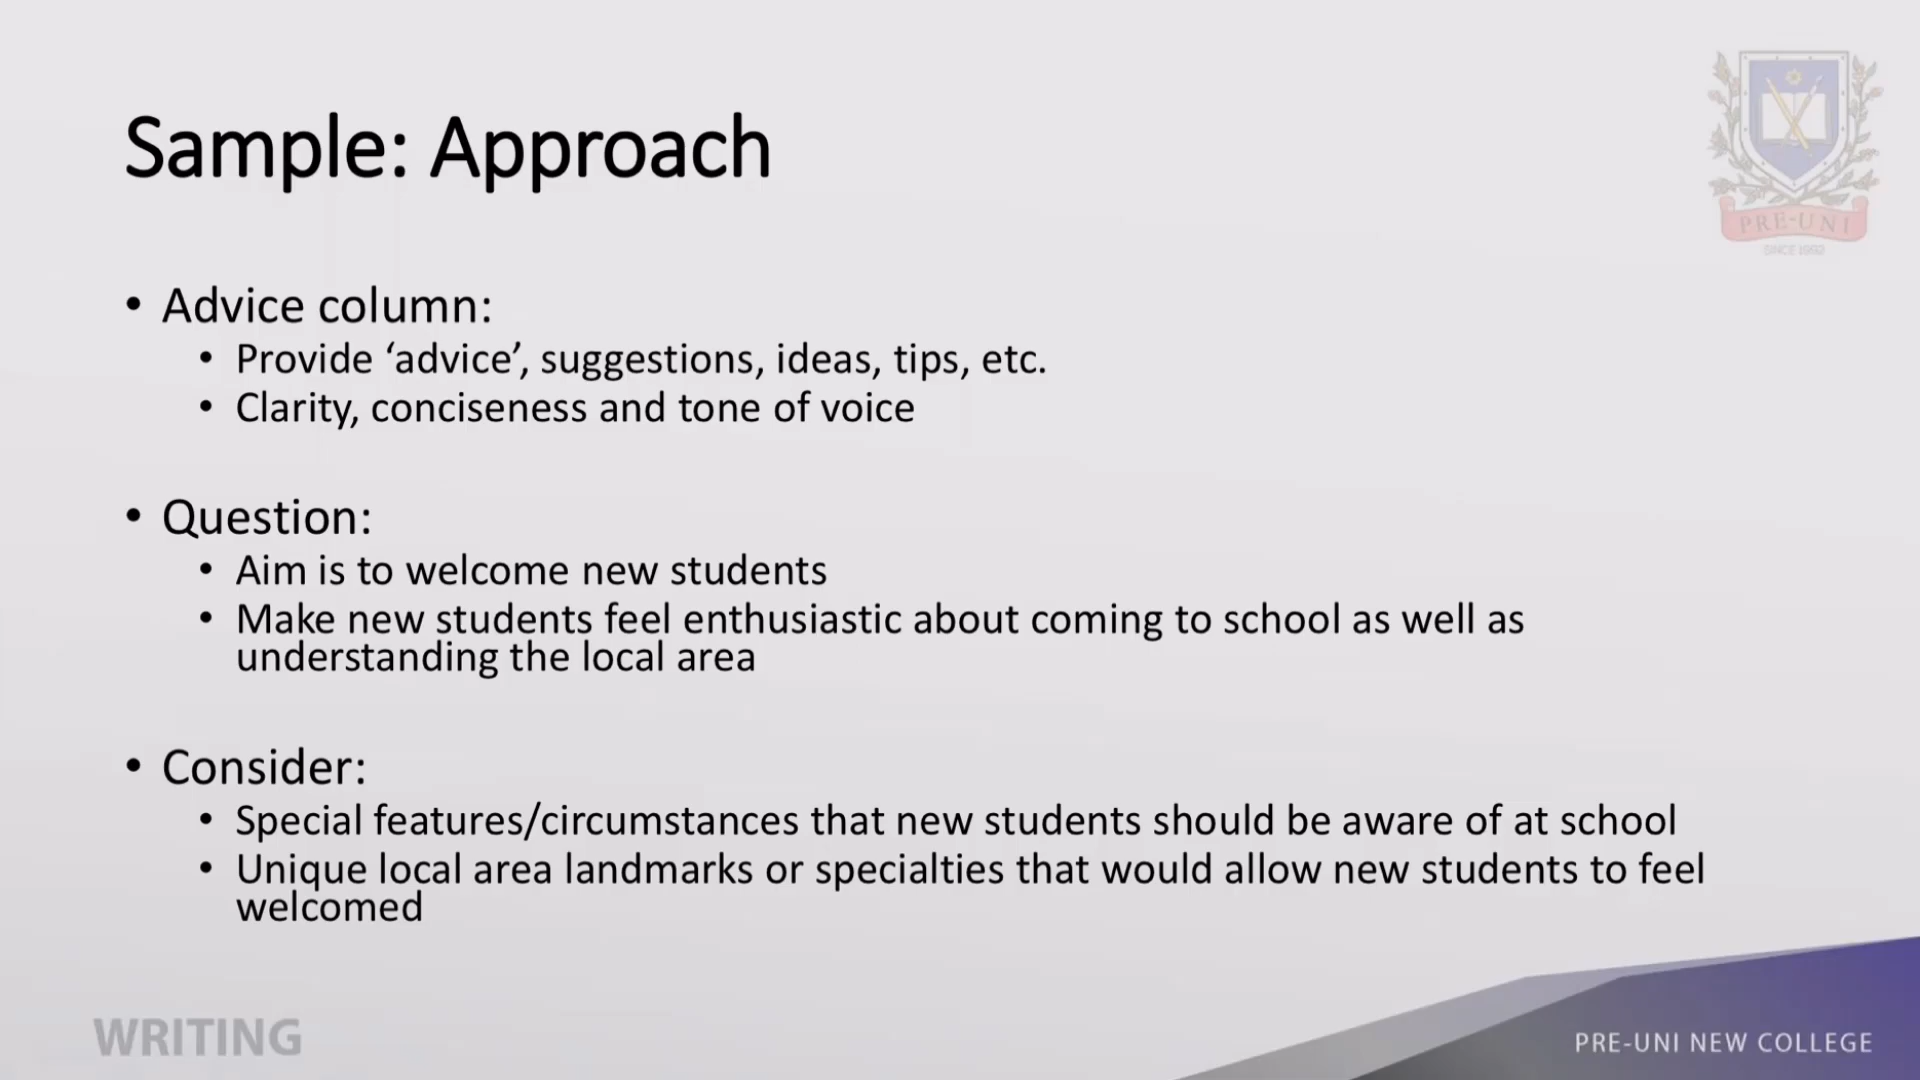 Sample: Approach
PRE-UNI
SINCE 1992
• Advice column:
• Provide ‘advice’, suggestions, ideas, tips, etc.
• Clarity, conciseness and tone of voice
• Question:
• Aim is to welcome new students
• Make new students feel enthusiastic about coming to school as well as
understanding the local area
• Consider:
• Special features/circumstances that new students should be aware of at school
• Unique local area landmarks or specialties that would allow new students to feel
welcomed
WRITING
PRE-UNI NEW COLLEGE